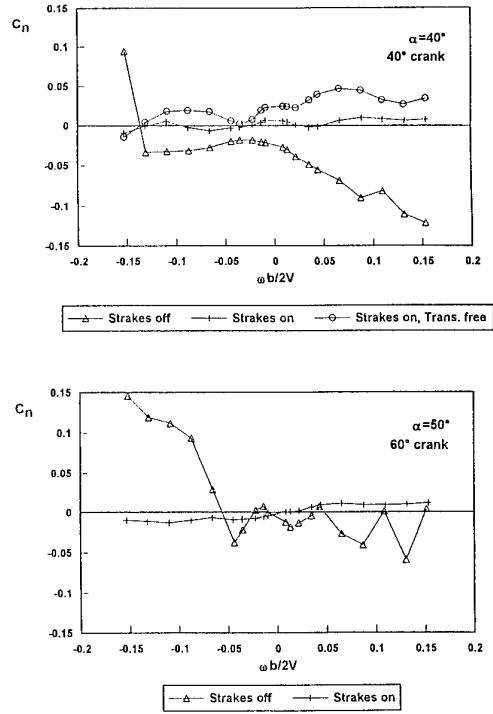 Cn
0.15
α=40°
40° crank
0.1
0.05
0
-0.05
-0.1
-0.15
-0.2 -0.15 -0.1 -0.05 0 0.05 0.1 0.15 0.2
ωb/2V
Strakes off Strakes on Strakes on, Trans. free
Cn
0.15
α=50°
60° crank
0.1
0.05
0
-0.05
-0.1
-0.15
-0.2 -0.15 -0.1 -0.05 0 0.05 0.1 0.15 0.2
ωb/2V
Strakes off Strakes on